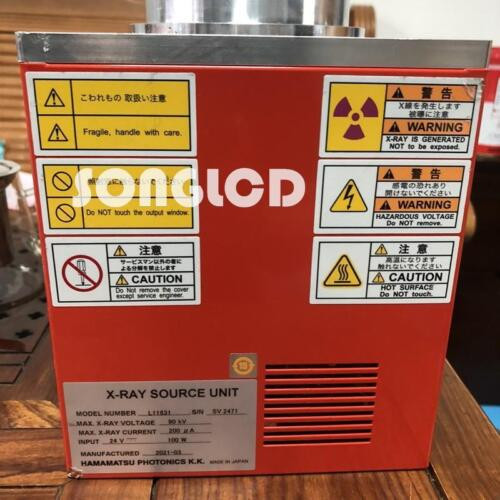 こわれもの 取扱い注意
Fragile, handle with care.
警告
X線を発生します
被曝に注意
WARNING
X-RAY IS GENERATED
NOT to be exposed.
SONGLCD
Do NOT touch the output window.
警告
感電の恐れあり
開けないでください
WARNING
HAZARDOUS VOLTAGE
Do NOT remove.
注意
サービスマン以外の者に
よる分解を禁止します
CAUTION
Do Not remove the cover
except service engineer.
注意
高温になります
触れないでください
CAUTION
HOT SURFACE
Do NOT touch.
X-RAY SOURCE UNIT
MODEL NUMBER L11831 S/N SV 2471
MAX. X-RAY VOLTAGE 90 kV
MAX. X-RAY CURRENT 200 μA
INPUT 24 V 100 W
MANUFACTURED 2021-03
HAMAMATSU PHOTONICS K.K. MADE IN JAPAN